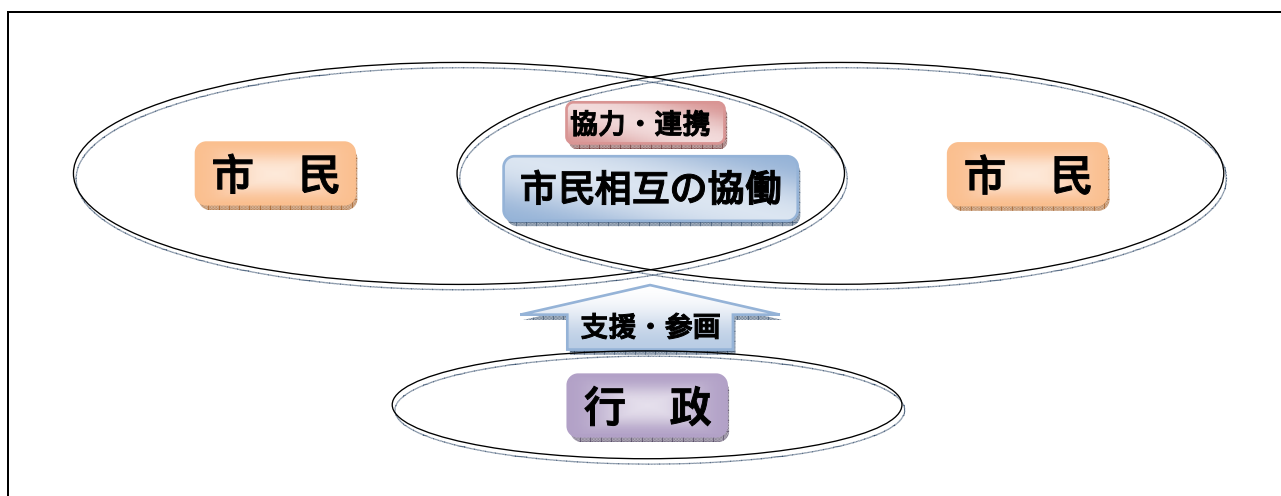 協力・連携
市　民
市民相互の協働
市　民
支援・参画
行　政